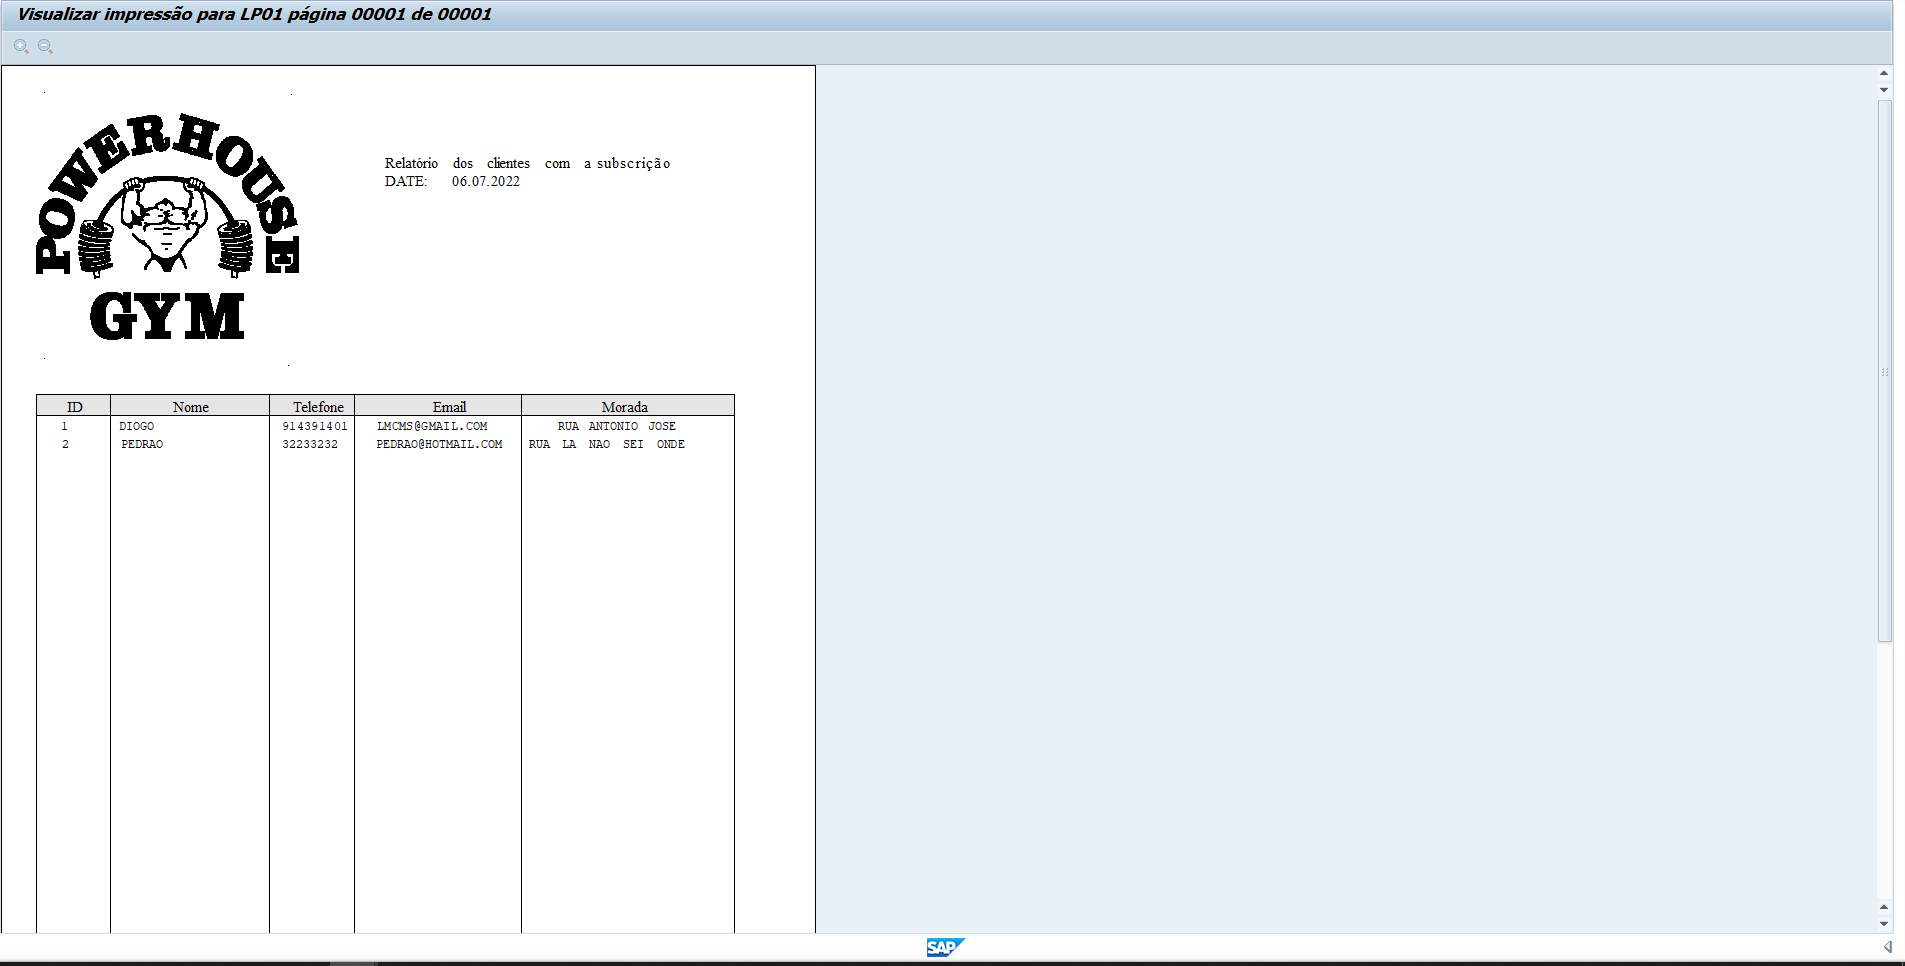 Visualizar impressão para LP01 página 00001 de 00001
POWERHOUSE
GYM
Relatório dos clientes com a subscrição
DATE: 06.07.2022
ID Nome Telefone Email Morada
1 DIOGO 914391401 LMCMS@GMAIL.COM RUA ANTONIO JOSE
2 PEDRAO 32233232 PEDRAO@HOTMAIL.COM RUA LA NAO SEI ONDE
SAP